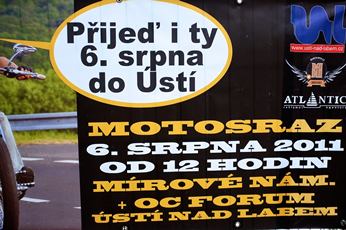 Přijeď i ty
6. srpna
do Ústí
www.usti-nad-labem.cz
ATLANTIC
MOTOSRAZ
6. SRPNA 2011
OD 12 HODIN
MÍROVÉ NÁM.
+ OC FORUM
ÚSTÍ NAD LABEM